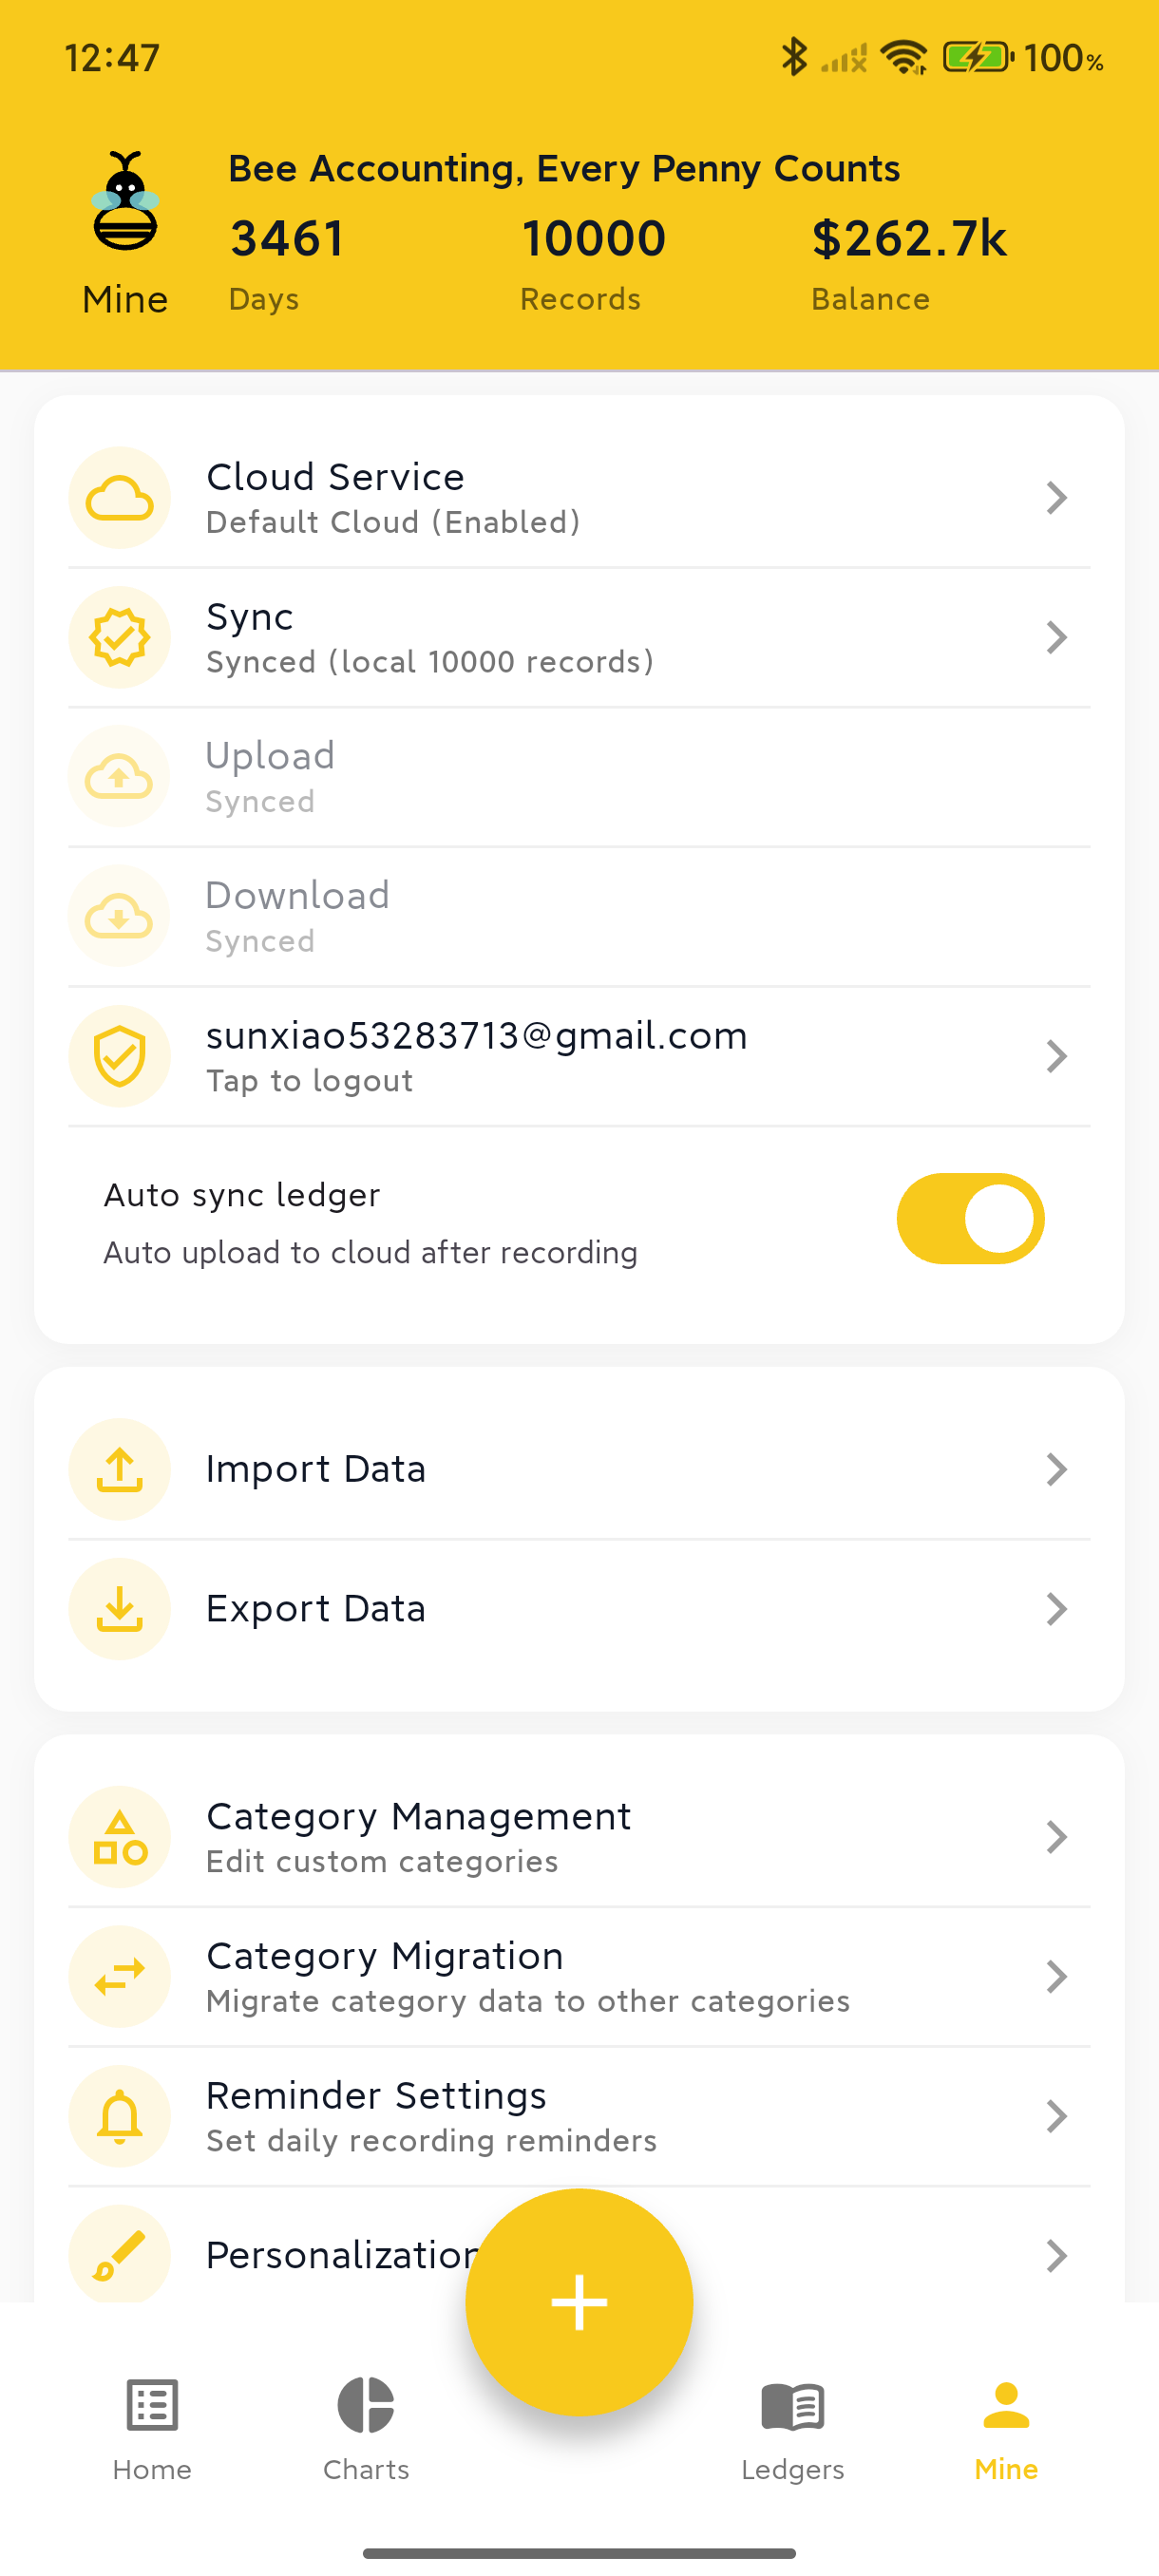 12:47
100%
Bee Accounting, Every Penny Counts
3461 10000 $262.7k
Mine Days Records Balance
Cloud Service
Default Cloud (Enabled)
Sync
Synced (local 10000 records)
Upload
Synced
Download
Synced
sunxiao53283713@gmail.com
Tap to logout
Auto sync ledger
Auto upload to cloud after recording
Import Data
Export Data
Category Management
Edit custom categories
Category Migration
Migrate category data to other categories
Reminder Settings
Set daily recording reminders
Personalization
Home Charts Ledgers Mine